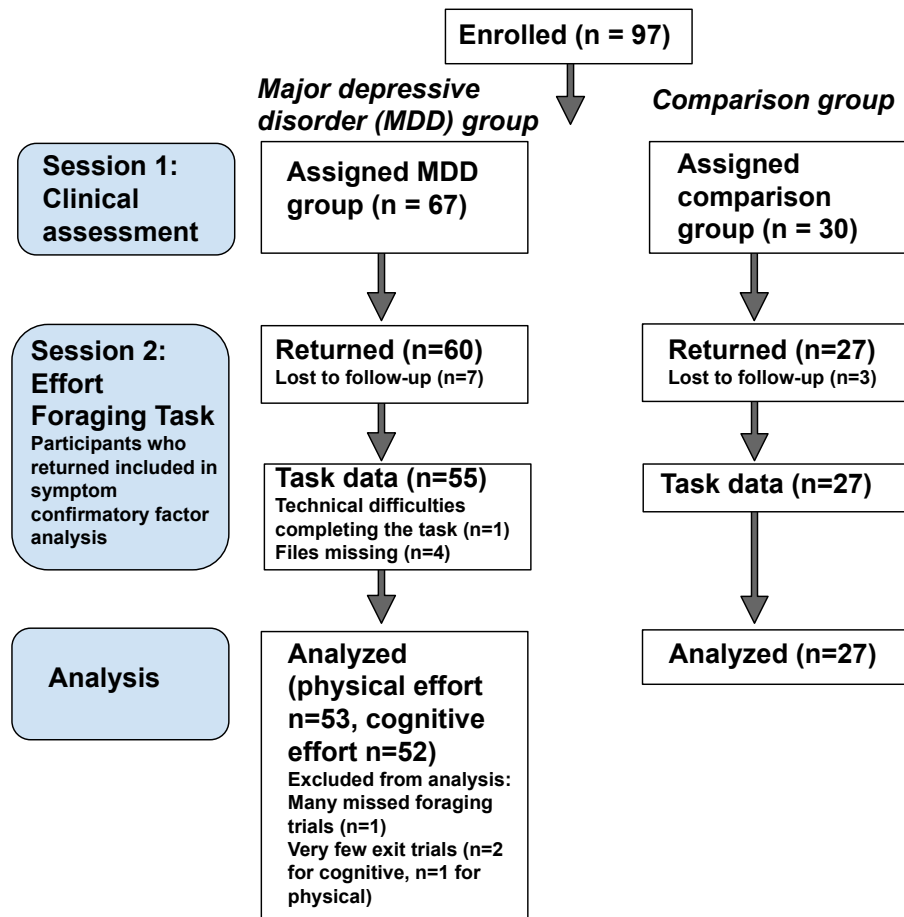 Enrolled (n = 97)
Major depressive
disorder (MDD) group
Comparison group
Session 1:
Clinical
assessment
Assigned MDD
group (n = 67)
Assigned
comparison
group (n = 30)
Session 2:
Effort
Foraging Task
Participants who
returned included in
symptom
confirmatory factor
analysis
Returned (n=60)
Lost to follow-up (n=7)
Returned (n=27)
Lost to follow-up (n=3)
Task data (n=55)
Technical difficulties
completing the task (n=1)
Files missing (n=4)
Task data (n=27)
Analysis
Analyzed
(physical effort
n=53, cognitive
effort n=52)
Excluded from analysis:
Many missed foraging
trials (n=1)
Very few exit trials (n=2
for cognitive, n=1 for
physical)
Analyzed (n=27)